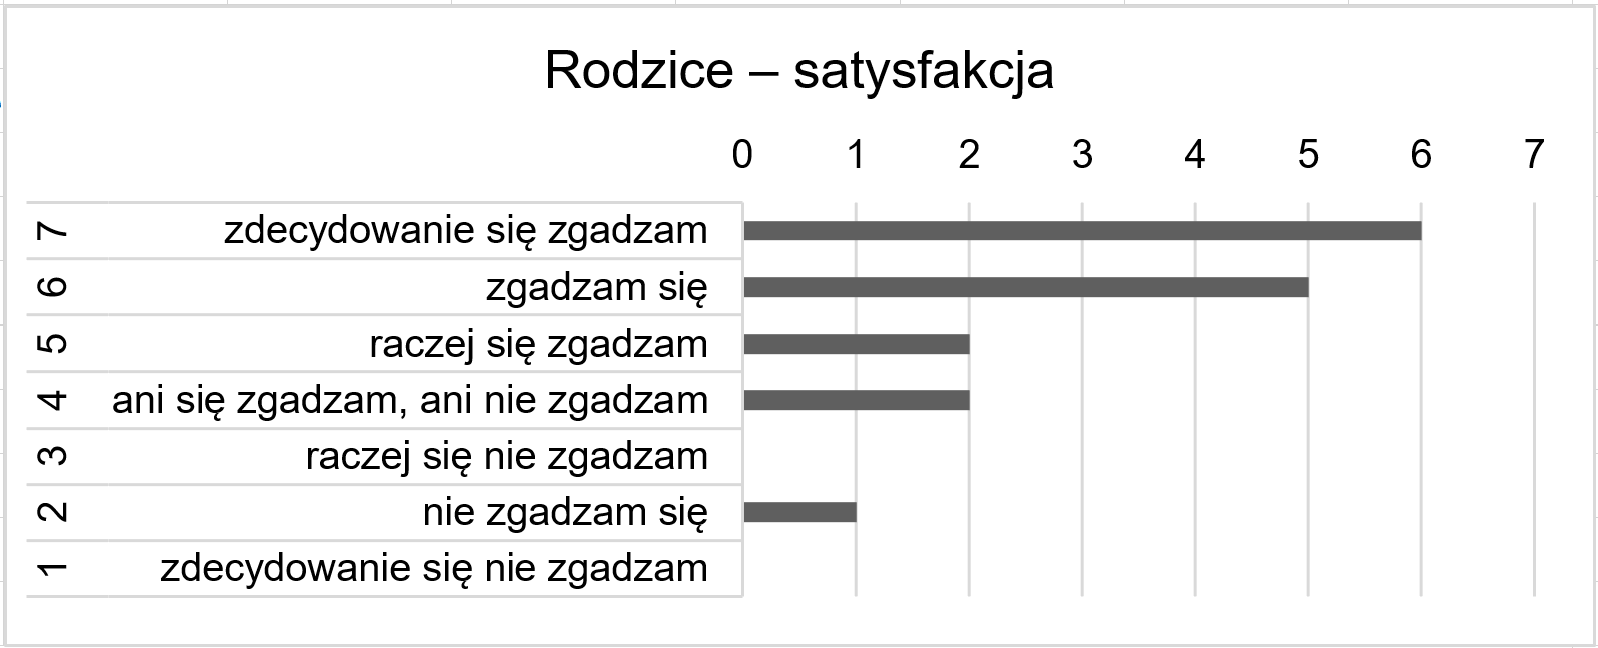 Rodzice – satysfakcja
0 1 2 3 4 5 6 7
7 zdecydowanie się zgadzam
6 zgadzam się
5 raczej się zgadzam
4 ani się zgadzam, ani nie zgadzam
3 raczej się nie zgadzam
2 nie zgadzam się
1 zdecydowanie się nie zgadzam